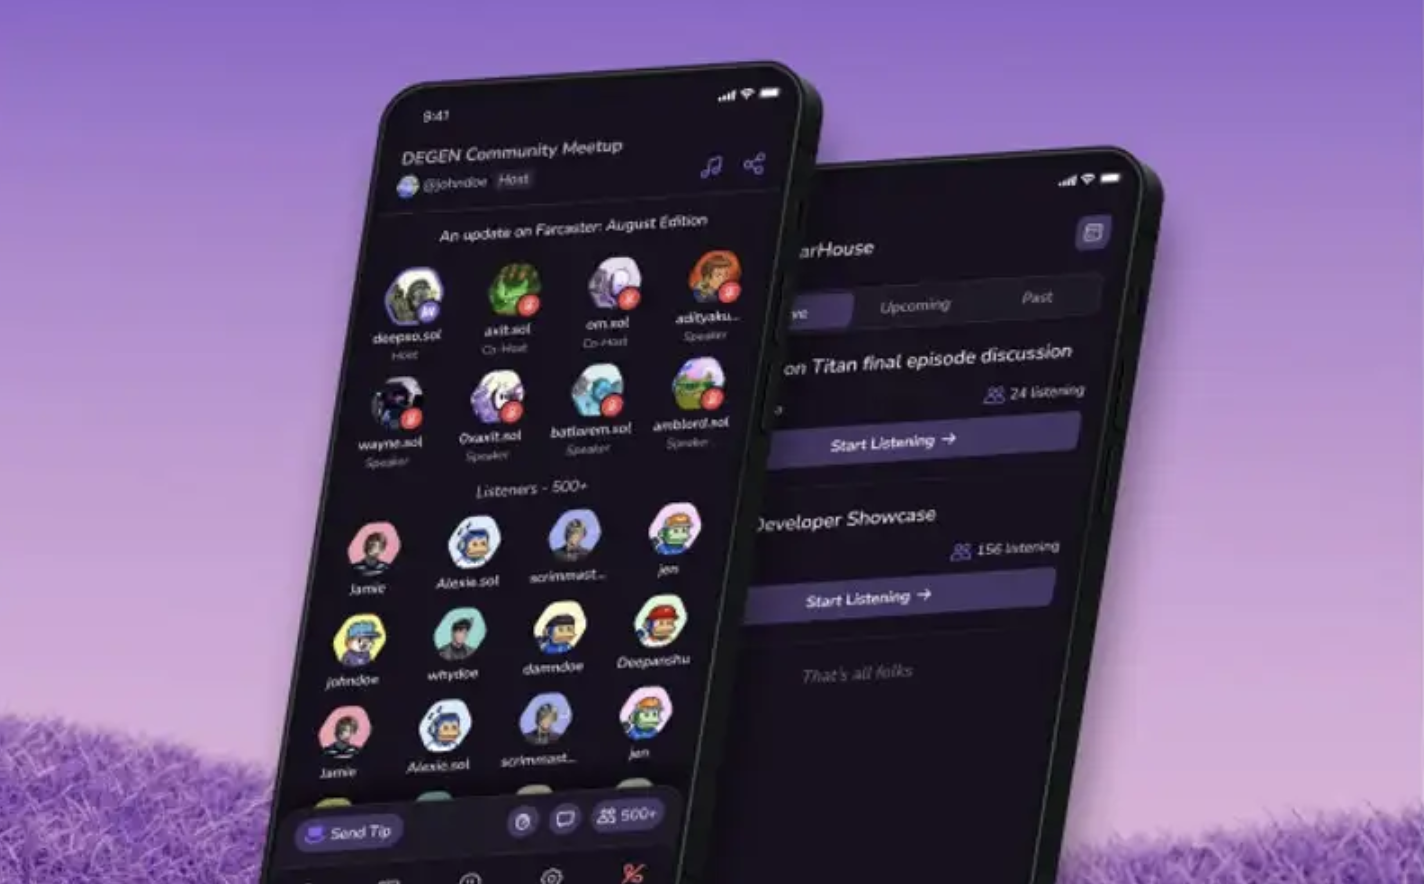 9:41
DEGEN Community Meetup
@johndoe Host
An update on Farcaster: August Edition
deepso.sol axit.sol om.sol adityaku...
Host Co-Host Co-Host Speaker
wayne.sol 0xaxit.sol batlorem.sol amblord.sol
Speaker Speaker Speaker Speaker
Listeners - 500+
Jamie Alexie.sol scrimmast... jen
johndoe whydoe damndoe Deepanshu
Jamie Alexie.sol scrimmast... jen
Send Tip 500+
arHouse
ve Upcoming Past
on Titan final episode discussion
a 24 listening
Start Listening →
Developer Showcase
156 listening
Start Listening →
That's all folks